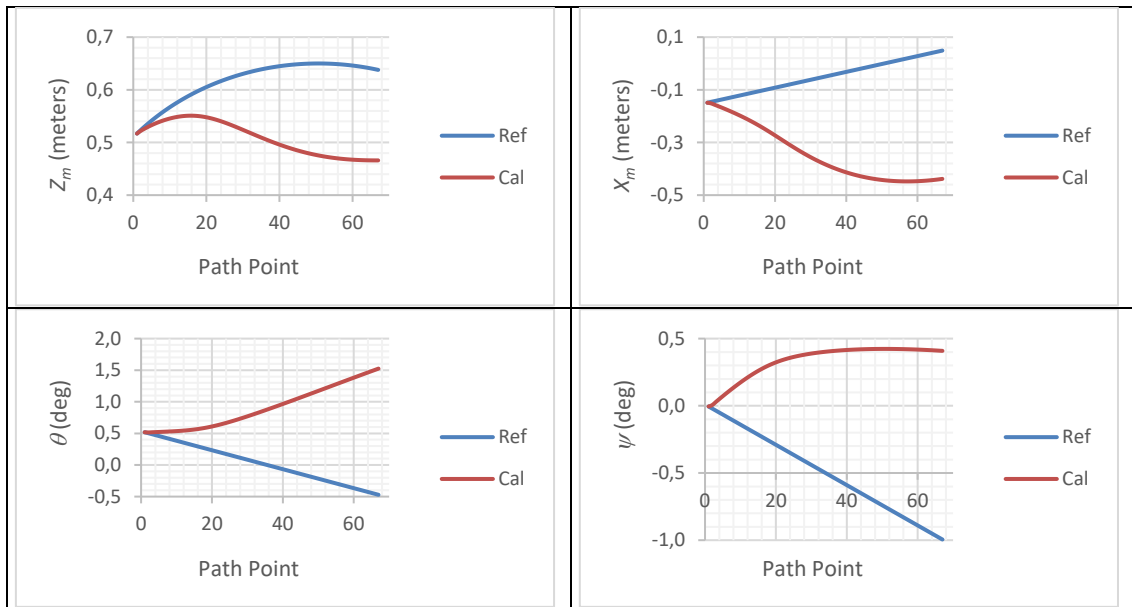 0,7
0,6
0,5
0,4
Z_m (meters)
0 20 40 60
Path Point
Ref
Cal
0,1
-0,1
-0,3
-0,5
X_m (meters)
0 20 40 60
Path Point
Ref
Cal
2,0
1,5
1,0
0,5
0,0
-0,5
θ (deg)
0 20 40 60
Path Point
Ref
Cal
0,5
0,0
-0,5
-1,0
ψ (deg)
0 20 40 60
Path Point
Ref
Cal